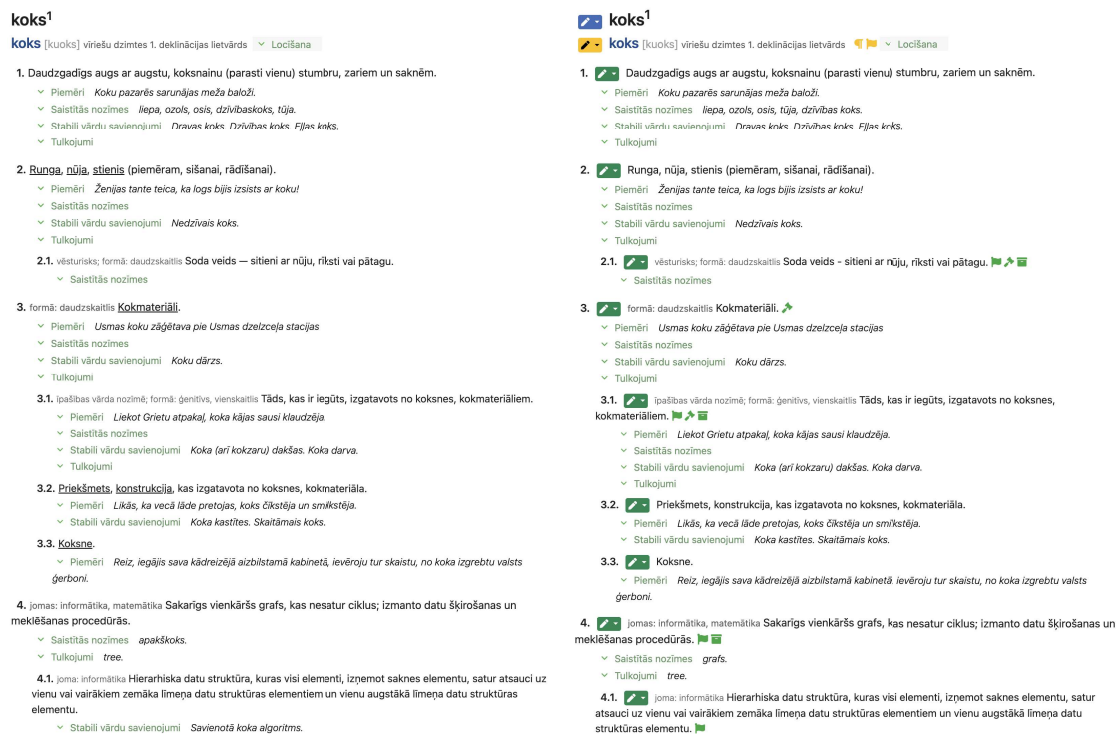 koks¹
koks [kuoks] vīriešu dzimtes 1. deklinācijas lietvārds Locīšana
1. Daudzgadīgs augs ar augstu, koksnainu (parasti vienu) stumbru, zariem un saknēm.
Piemēri Koku pazarēs sarunājas meža baloži.
Saistītās nozīmes liepa, ozols, osis, dzīvībaskoks, tūja.
Stabili vārdu savienojumi Dravas koks. Dzīvības koks. Elles koks.
Tulkojumi
2. Runga, nūja, stienis (piemēram, sišanai, rādīšanai).
Piemēri Ženijas tante teica, ka logs bijis izsists ar koku!
Saistītās nozīmes
Stabili vārdu savienojumi Nedzīvais koks.
Tulkojumi
2.1. vēsturisks; formā: daudzskaitlis Soda veids — sitieni ar nūju, rīksti vai pātagu.
Saistītās nozīmes
3. formā: daudzskaitlis Kokmateriāli.
Piemēri Usmas koku zāģētava pie Usmas dzelzceļa stacijas
Saistītās nozīmes
Stabili vārdu savienojumi Koku dārzs.
Tulkojumi
3.1. īpašības vārda nozīmē; formā: ģenitīvs, vienskaitlis Tāds, kas ir iegūts, izgatavots no koksnes, kokmateriāliem.
Piemēri Liekot Grietu atpakaļ, koka kājas sausi klaudzēja
Saistītās nozīmes
Stabili vārdu savienojumi Koka (arī kokzaru) dakšas. Koka darva.
Tulkojumi
3.2. Priekšmets, konstrukcija, kas izgatavota no koksnes, kokmateriāla.
Piemēri Likās, ka vecā lāde pretojas, koks čīkstēja un smilkstēja.
Stabili vārdu savienojumi Koka kastītes. Skaitāmais koks.
3.3. Koksne.
Piemēri Reiz, iegājis sava kādreizējā aizbilstamā kabinetā, ievēroju tur skaistu, no koka izgrebtu valsts
ģerboni.
4. jomas: informātika, matemātika Sakarīgs vienkāršs grafs, kas nesatur ciklus; izmanto datu šķirošanas un
meklēšanas procedūrās.
Saistītās nozīmes apakškoks.
Tulkojumi tree.
4.1. joma: informātika Hierarhiska datu struktūra, kuras visi elementi, izņemot saknes elementu, satur atsauci uz
vienu vai vairākiem zemāka līmeņa datu struktūras elementiem un vienu augstākā līmeņa datu struktūras
elementu.
Stabili vārdu savienojumi Savienotā koka algoritms.
koks¹
koks [kuoks] vīriešu dzimtes 1. deklinācijas lietvārds Locīšana
1. Daudzgadīgs augs ar augstu, koksnainu (parasti vienu) stumbru, zariem un saknēm.
Piemēri Koku pazarēs sarunājas meža baloži.
Saistītās nozīmes liepa, ozols, osis, tūja, dzīvības koks.
Stabili vārdu savienojumi Dravas koks. Dzīvības koks. Elles koks.
Tulkojumi
2. Runga, nūja, stienis (piemēram, sišanai, rādīšanai).
Piemēri Ženijas tante teica, ka logs bijis izsists ar koku!
Saistītās nozīmes
Stabili vārdu savienojumi Nedzīvais koks.
Tulkojumi
2.1. vēsturisks; formā: daudzskaitlis Soda veids - sitieni ar nūju, rīksti vai pātagu.
Saistītās nozīmes
3. formā: daudzskaitlis Kokmateriāli.
Piemēri Usmas koku zāģētava pie Usmas dzelzceļa stacijas
Saistītās nozīmes
Stabili vārdu savienojumi Koku dārzs.
Tulkojumi
3.1. īpašības vārda nozīmē; formā: ģenitīvs, vienskaitlis Tāds, kas ir iegūts, izgatavots no koksnes,
kokmateriāliem.
Piemēri Liekot Grietu atpakaļ, koka kājas sausi klaudzēja.
Saistītās nozīmes
Stabili vārdu savienojumi Koka (arī kokzaru) dakšas. Koka darva.
Tulkojumi
3.2. Priekšmets, konstrukcija, kas izgatavota no koksnes, kokmateriāla.
Piemēri Likās, ka vecā lāde pretojas, koks čīkstēja un smilkstēja.
Stabili vārdu savienojumi Koka kastītes. Skaitāmais koks.
3.3. Koksne.
Piemēri Reiz, iegājis sava kādreizējā aizbilstamā kabinetā ievēroju tur skaistu, no koka izgrebtu valsts
ģerboni.
4. jomas: informātika, matemātika Sakarīgs vienkāršs grafs, kas nesatur ciklus; izmanto datu šķirošanas un
meklēšanas procedūrās.
Saistītās nozīmes grafs.
Tulkojumi tree.
4.1. joma: informātika Hierarhiska datu struktūra, kuras visi elementi, izņemot saknes elementu, satur
atsauci uz vienu vai vairākiem zemāka līmeņa datu struktūras elementiem un vienu augstākā līmeņa datu
struktūras elementu.